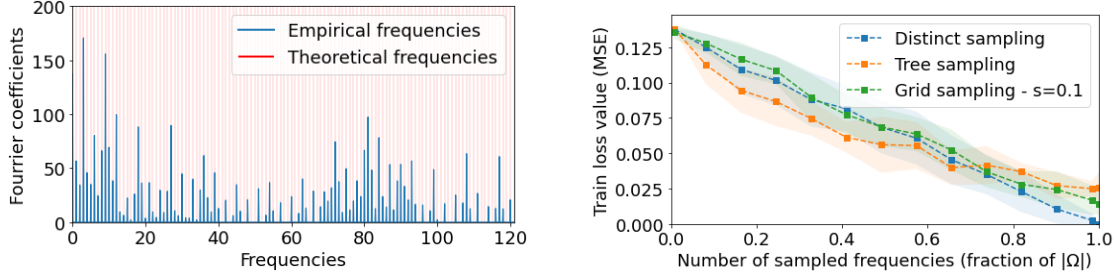 200
150
100
50
0
Fourrier coefficients
Empirical frequencies
Theoretical frequencies
0 20 40 60 80 100 120
Frequencies
0.125
0.100
0.075
0.050
0.025
0.000
Train loss value (MSE)
Distinct sampling
Tree sampling
Grid sampling - s=0.1
0.0 0.2 0.4 0.6 0.8 1.0
Number of sampled frequencies (fraction of |Ω|)